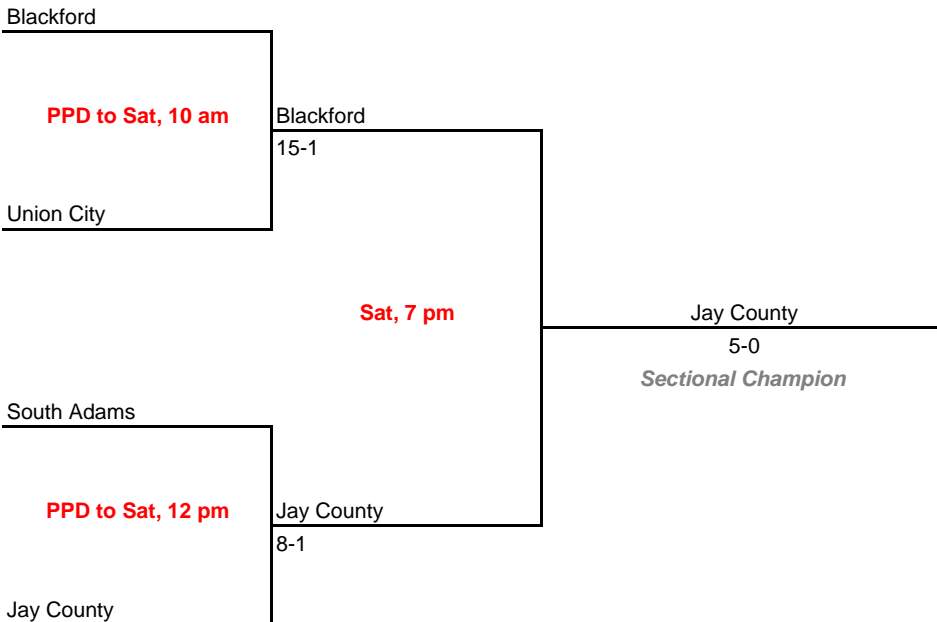 Blackford
PPD to Sat, 10 am
Blackford
15-1
Union City
Sat, 7 pm
Jay County
5-0
Sectional Champion
South Adams
PPD to Sat, 12 pm
Jay County
8-1
Jay County